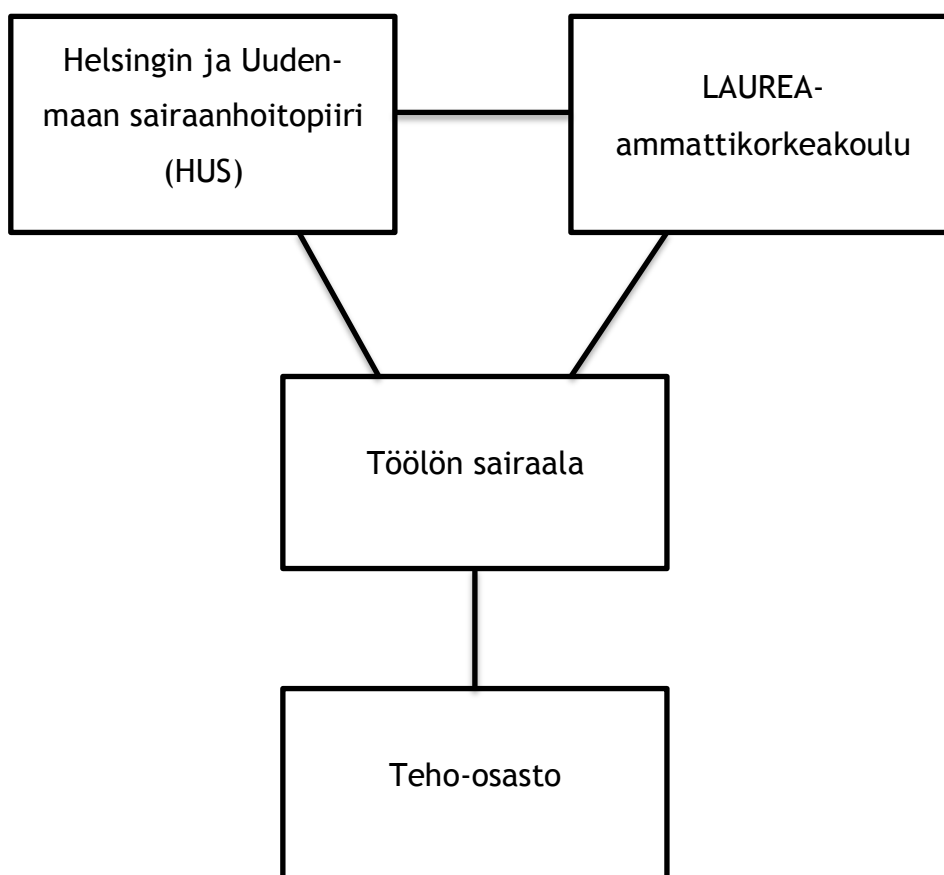 Helsingin ja Uuden-
maan sairaanhoitopiiri
(HUS)
LAUREA-
ammattikorkeakoulu
Töölön sairaala
Teho-osasto